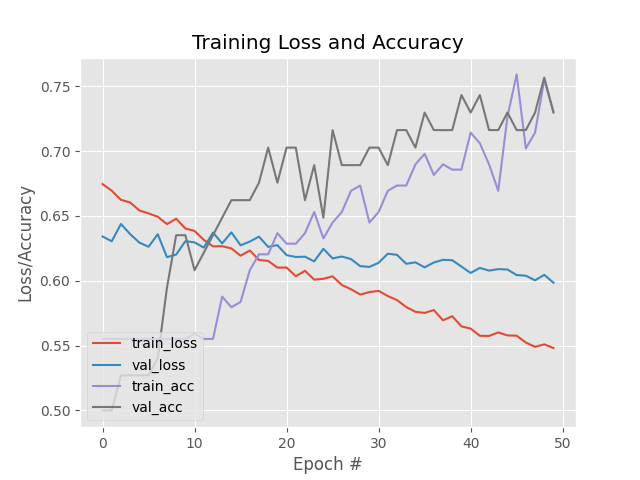 Training Loss and Accuracy
Loss/Accuracy
0.75
0.70
0.65
0.60
0.55
0.50
train_loss
val_loss
train_acc
val_acc
0 10 20 30 40 50
Epoch #